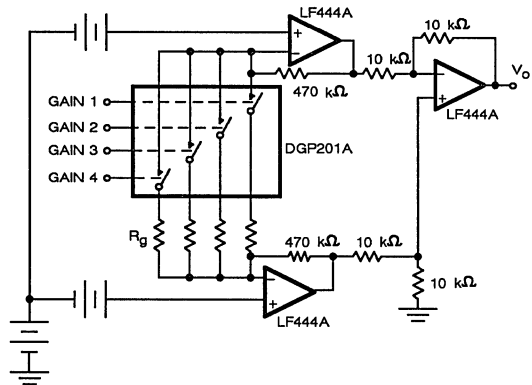 LF444A
10 kΩ
10 kΩ
470 kΩ
LF444A
Vo
GAIN 1
GAIN 2
GAIN 3
GAIN 4
DGP201A
Rg
470 kΩ
10 kΩ
10 kΩ
LF444A
+
−
−
+
−
+